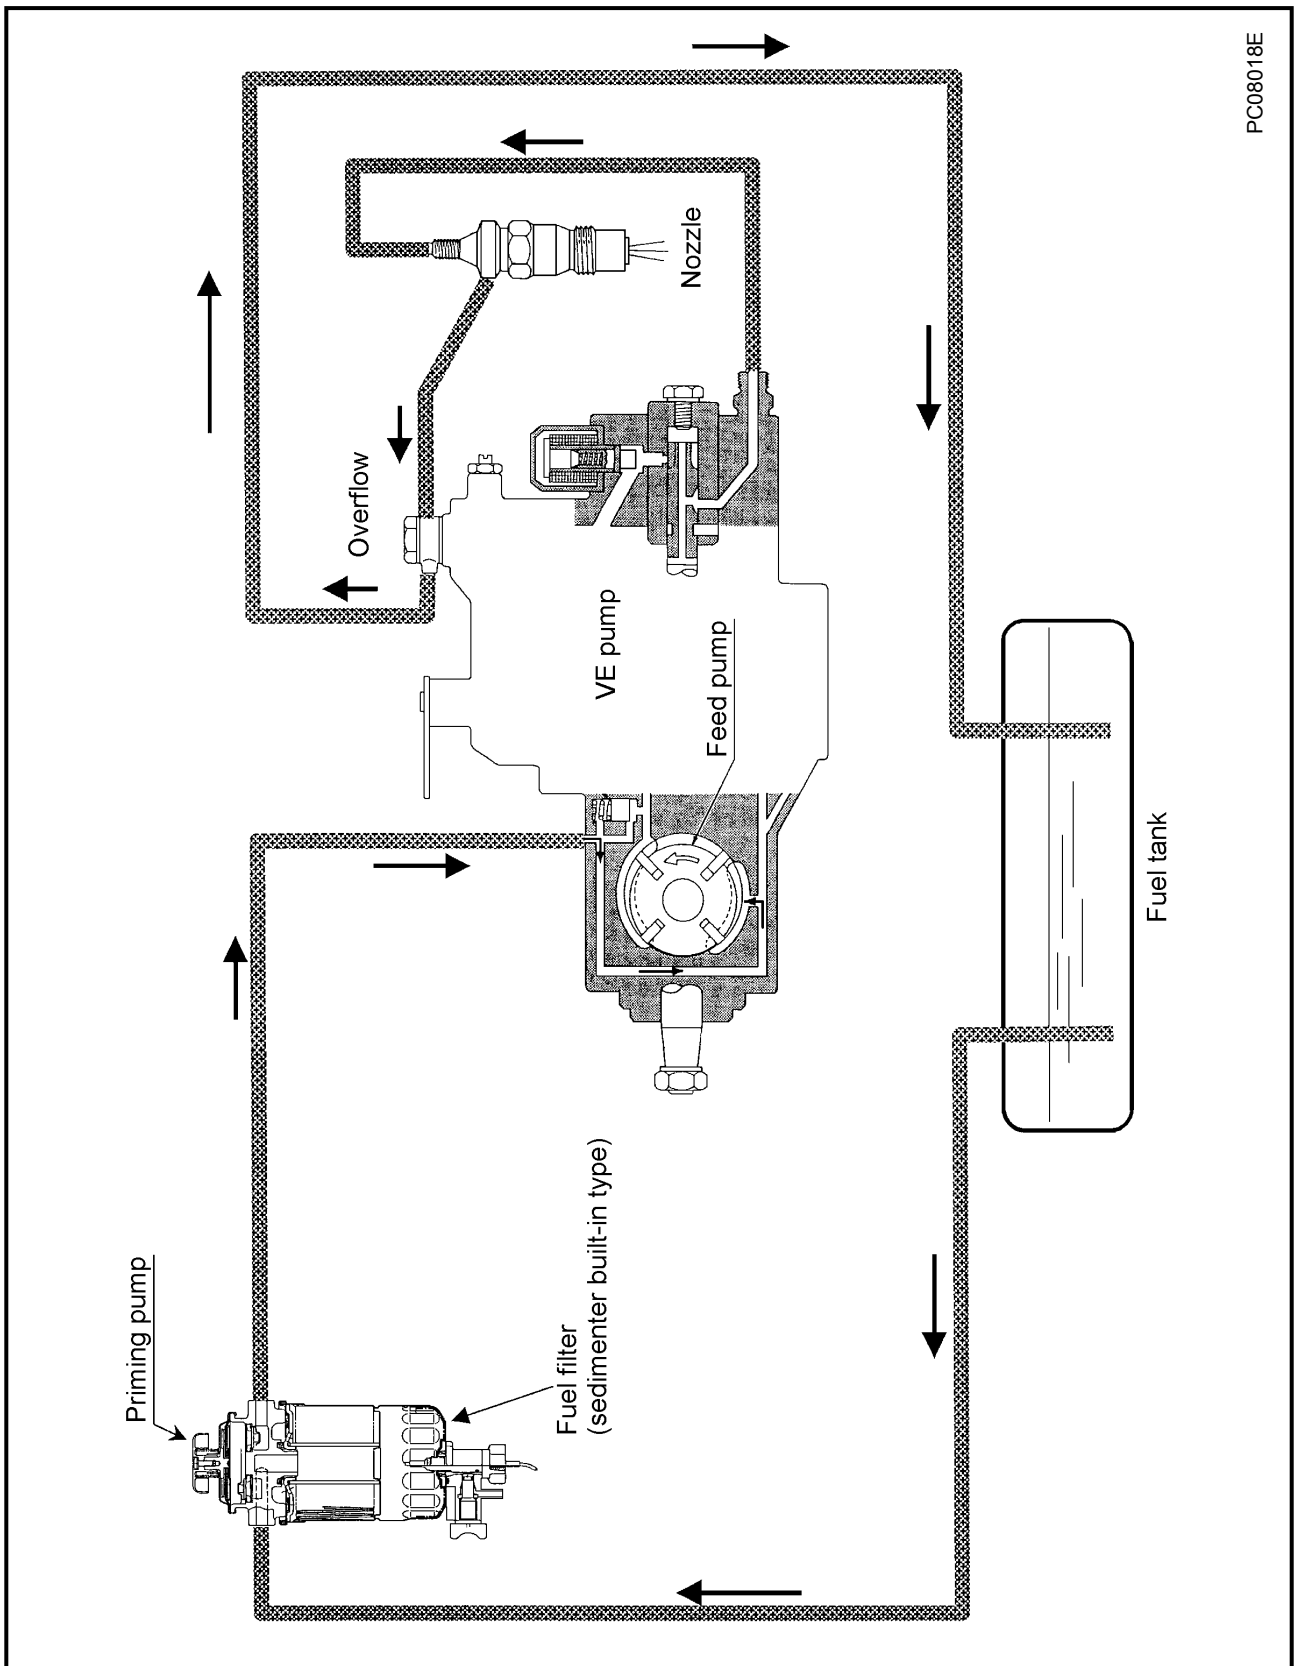 Priming pump
Fuel filter
(sedimenter built-in type)
Overflow
Nozzle
VE pump
Feed pump
Fuel tank
PC08018E